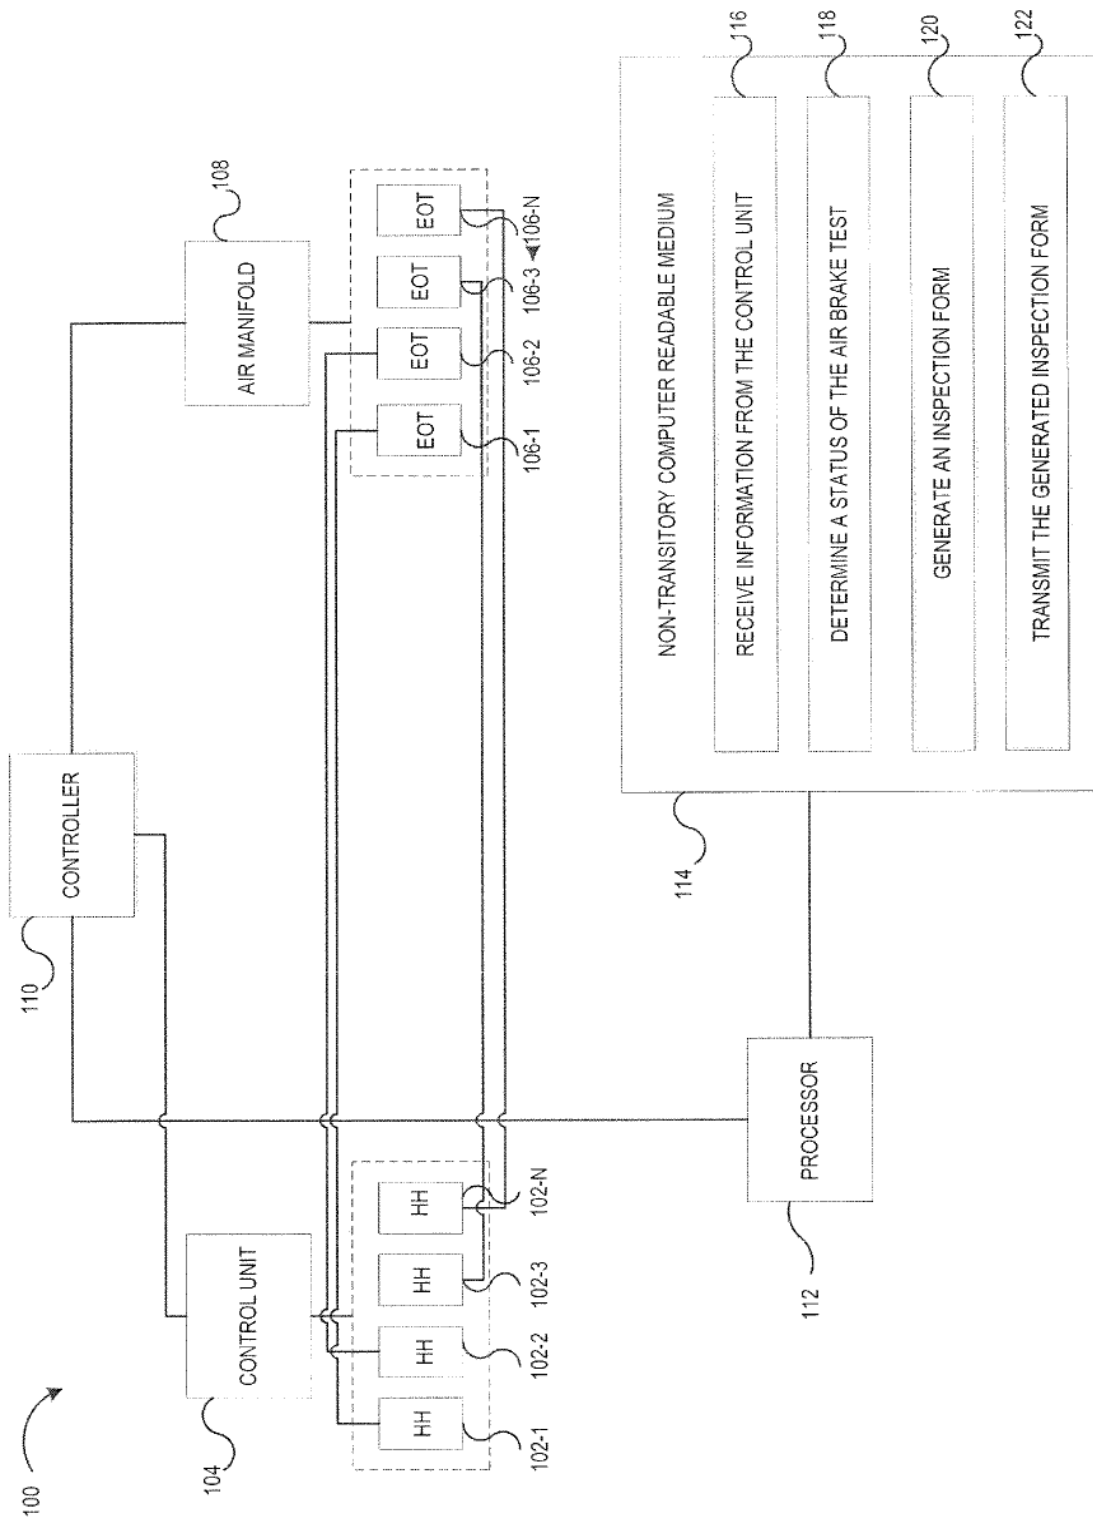 100
110
CONTROLLER
104
CONTROL UNIT
108
AIR MANIFOLD
HH
HH
HH
HH
102-1
102-2
102-3
102-N
EOT
EOT
EOT
EOT
106-1
106-2
106-3
106-N
112
PROCESSOR
114
NON-TRANSITORY COMPUTER READABLE MEDIUM
RECEIVE INFORMATION FROM THE CONTROL UNIT
116
DETERMINE A STATUS OF THE AIR BRAKE TEST
118
GENERATE AN INSPECTION FORM
120
TRANSMIT THE GENERATED INSPECTION FORM
122